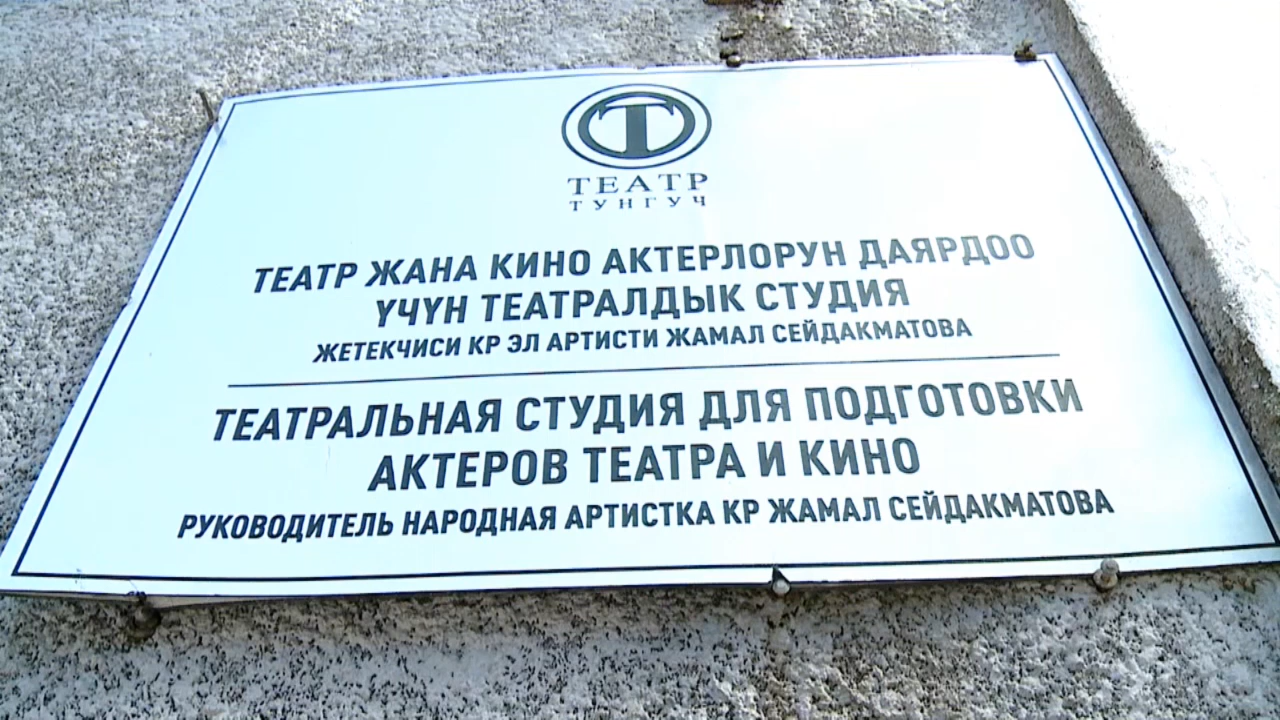 Т
ТЕАТР
ТУНГУЧ
ТЕАТР ЖАНА КИНО АКТЕРЛОРУН ДАЯРДОО
ҮЧҮН ТЕАТРАЛДЫК СТУДИЯ
ЖЕТЕКЧИСИ КР ЭЛ АРТИСТИ ЖАМАЛ СЕЙДАКМАТОВА
ТЕАТРАЛЬНАЯ СТУДИЯ ДЛЯ ПОДГОТОВКИ
АКТЕРОВ ТЕАТРА И КИНО
РУКОВОДИТЕЛЬ НАРОДНАЯ АРТИСТКА КР ЖАМАЛ СЕЙДАКМАТОВА